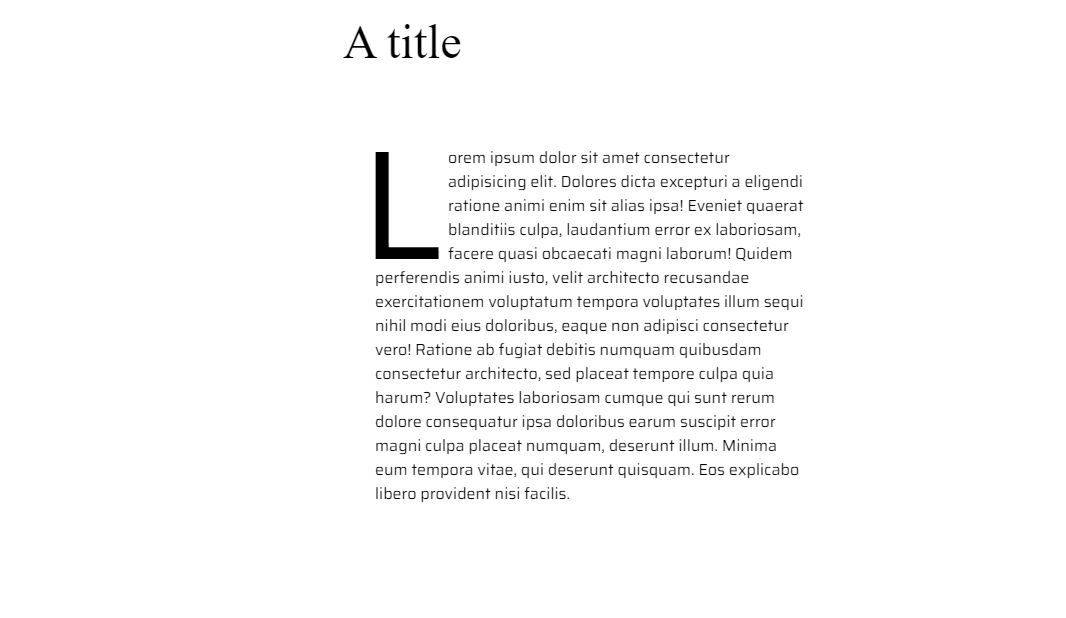 A title
Lorem ipsum dolor sit amet consectetur
adipisicing elit. Dolores dicta excepturi a eligendi
ratione animi enim sit alias ipsa! Eveniet quaerat
blanditiis culpa, laudantium error ex laboriosam,
facere quasi obcaecati magni laborum! Quidem
perferendis animi iusto, velit architecto recusandae
exercitationem voluptatum tempora voluptates illum sequi
nihil modi eius doloribus, eaque non adipisci consectetur
vero! Ratione ab fugiat debitis numquam quibusdam
consectetur architecto, sed placeat tempore culpa quia
harum? Voluptates laboriosam cumque qui sunt rerum
dolore consequatur ipsa doloribus earum suscipit error
magni culpa placeat numquam, deserunt illum. Minima
eum tempora vitae, qui deserunt quisquam. Eos explicabo
libero provident nisi facilis.